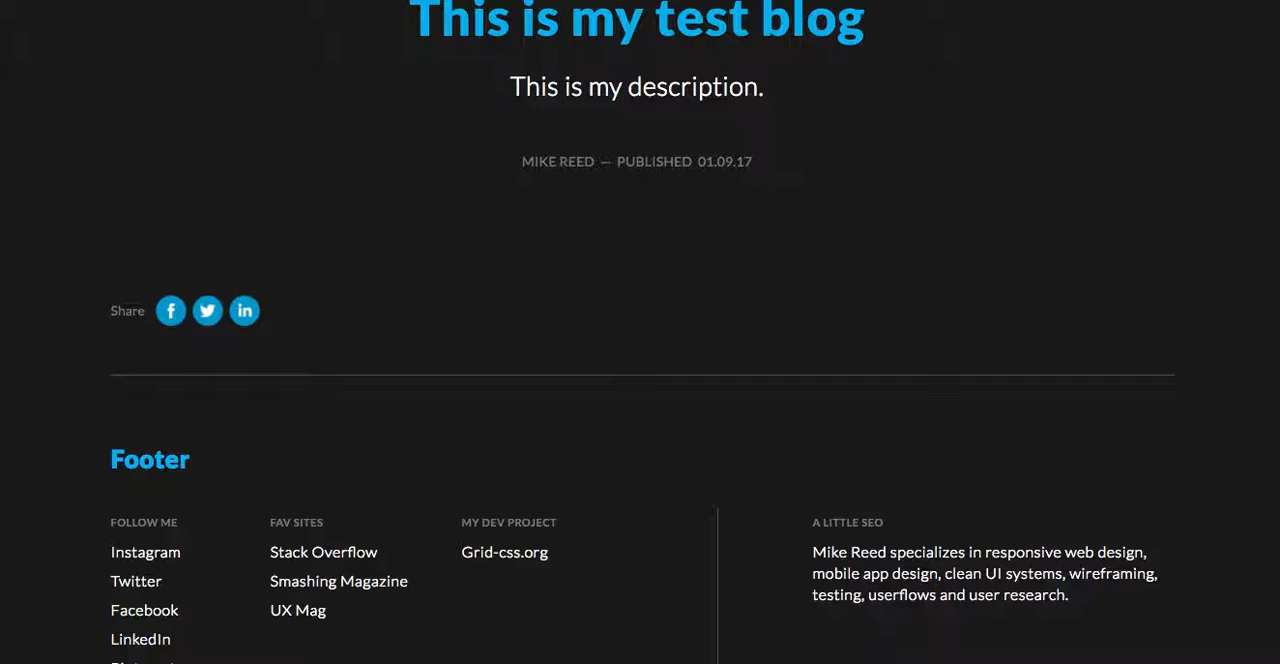 This is my test blog
This is my description.
MIKE REED — PUBLISHED 01.09.17
Share
Footer
FOLLOW ME
Instagram
Twitter
Facebook
LinkedIn
FAV SITES
Stack Overflow
Smashing Magazine
UX Mag
MY DEV PROJECT
Grid-css.org
A LITTLE SEO
Mike Reed specializes in responsive web design,
mobile app design, clean UI systems, wireframing,
testing, userflows and user research.